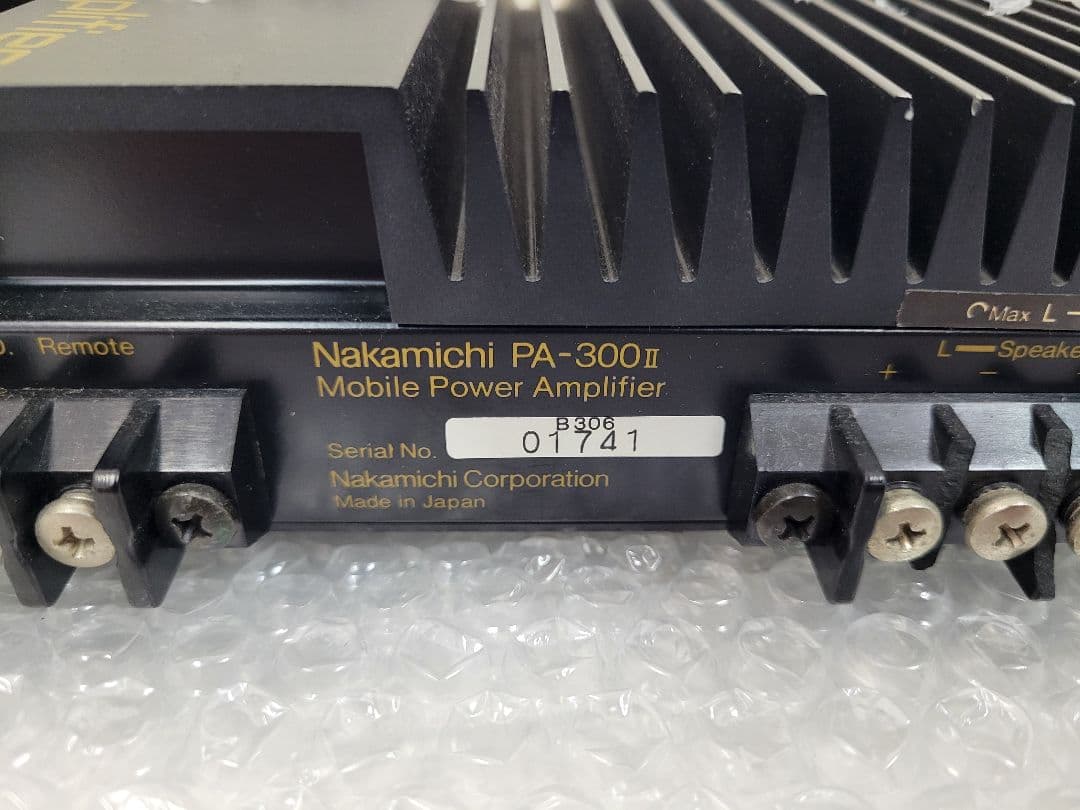 Max L
Remote
L Speake
+ −
Nakamichi PA-300II
Mobile Power Amplifier
B306
Serial No. 01741
Nakamichi Corporation
Made in Japan